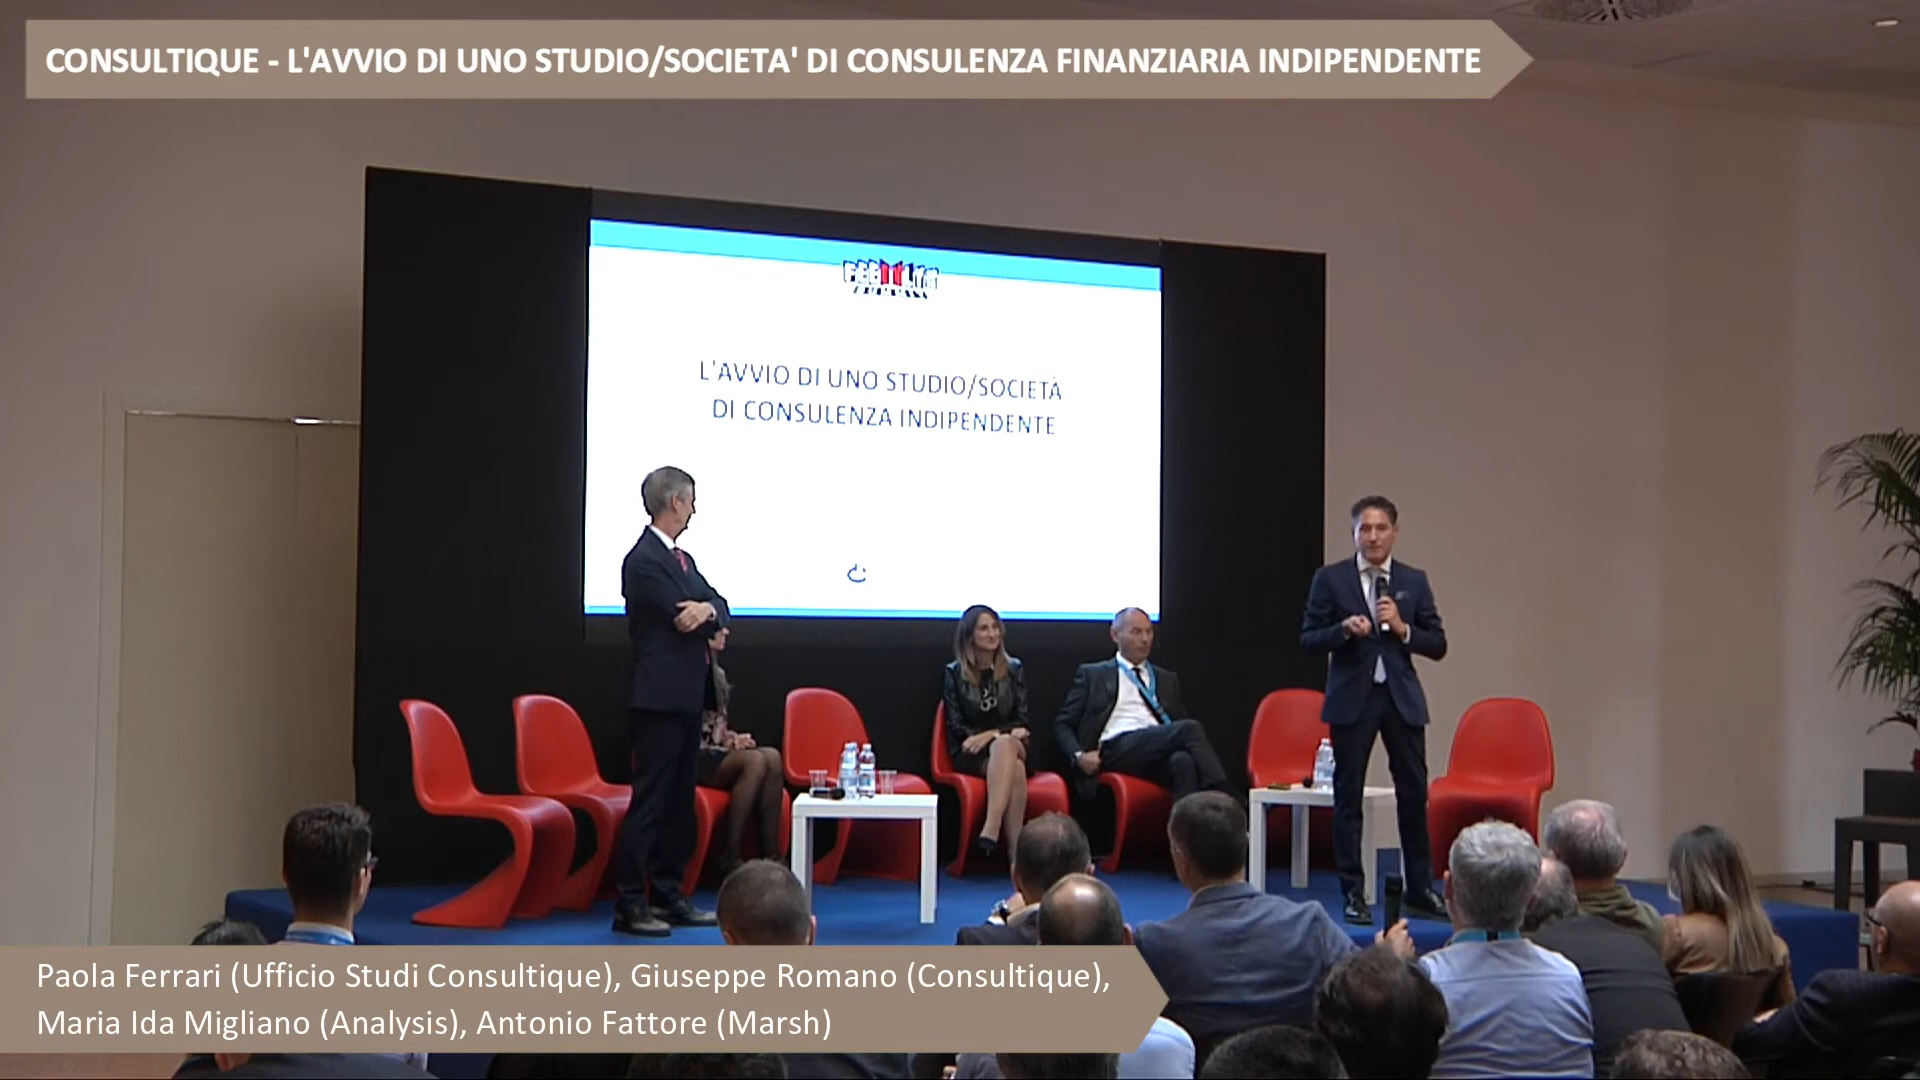 CONSULTIQUE - L'AVVIO DI UNO STUDIO/SOCIETA' DI CONSULENZA FINANZIARIA INDIPENDENTE
L'AVVIO DI UNO STUDIO/SOCIETÀ
DI CONSULENZA INDIPENDENTE
Paola Ferrari (Ufficio Studi Consultique), Giuseppe Romano (Consultique),
Maria Ida Migliano (Analysis), Antonio Fattore (Marsh)